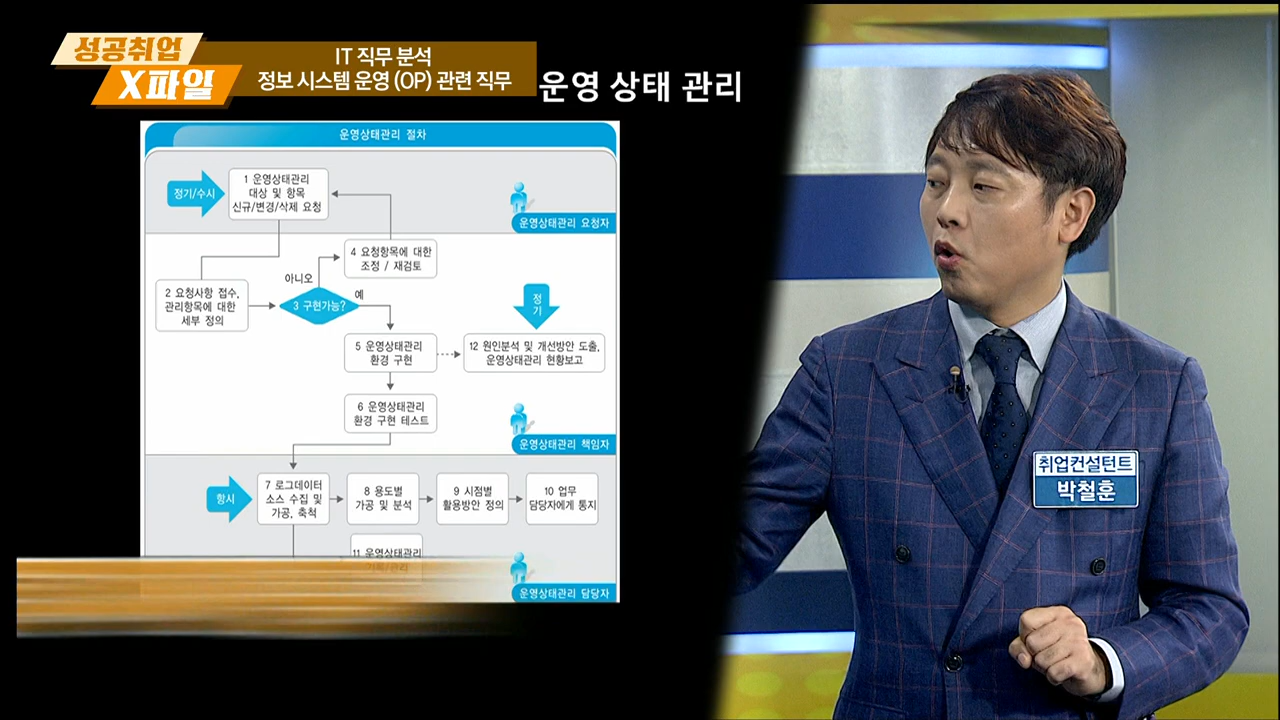 성공취업
X파일
IT 직무 분석
정보 시스템 운영 (OP) 관련 직무
운영 상태 관리
운영상태관리 절차
정기/수시
1 운영상태관리
대상 및 항목
신규/변경/삭제 요청
운영상태관리 요청자
4 요청항목에 대한
조정 / 재검토
아니오
2 요청사항 접수,
관리항목에 대한
세부 정의
3 구현가능?
예
정
기
5 운영상태관리
환경 구현
12 원인분석 및 개선방안 도출,
운영상태관리 현황보고
6 운영상태관리
환경 구현 테스트
운영상태관리 책임자
항시
7 로그데이터
소스 수집 및
가공, 축척
8 용도별
가공 및 분석
9 시점별
활용방안 정의
10 업무
담당자에게 통지
11 운영상태관리
기록/관리
운영상태관리 담당자
취업컨설턴트
박철훈